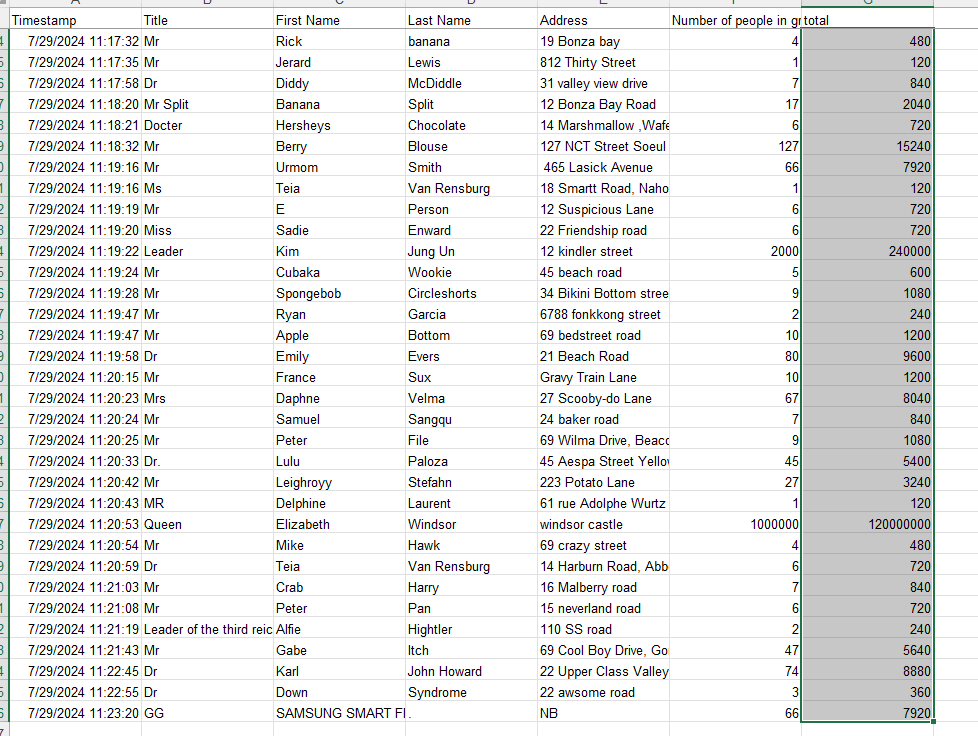 Timestamp Title First Name Last Name Address Number of people in gr total
7/29/2024 11:17:32 Mr Rick banana 19 Bonza bay 4 480
7/29/2024 11:17:35 Mr Jerard Lewis 812 Thirty Street 1 120
7/29/2024 11:17:58 Dr Diddy McDiddle 31 valley view drive 7 840
7/29/2024 11:18:20 Mr Split Banana Split 12 Bonza Bay Road 17 2040
7/29/2024 11:18:21 Docter Hersheys Chocolate 14 Marshmallow ,Wafe 6 720
7/29/2024 11:18:32 Mr Berry Blouse 127 NCT Street Soeul 127 15240
7/29/2024 11:19:16 Mr Urmom Smith 465 Lasick Avenue 66 7920
7/29/2024 11:19:16 Ms Teia Van Rensburg 18 Smartt Road, Naho 1 120
7/29/2024 11:19:19 Mr E Person 12 Suspicious Lane 6 720
7/29/2024 11:19:20 Miss Sadie Enward 22 Friendship road 6 720
7/29/2024 11:19:22 Leader Kim Jung Un 12 kindler street 2000 240000
7/29/2024 11:19:24 Mr Cubaka Wookie 45 beach road 5 600
7/29/2024 11:19:28 Mr Spongebob Circleshorts 34 Bikini Bottom stree 9 1080
7/29/2024 11:19:47 Mr Ryan Garcia 6788 fonkkong street 2 240
7/29/2024 11:19:47 Mr Apple Bottom 69 bedstreet road 10 1200
7/29/2024 11:19:58 Dr Emily Evers 21 Beach Road 80 9600
7/29/2024 11:20:15 Mr France Sux Gravy Train Lane 10 1200
7/29/2024 11:20:23 Mrs Daphne Velma 27 Scooby-do Lane 67 8040
7/29/2024 11:20:24 Mr Samuel Sangqu 24 baker road 7 840
7/29/2024 11:20:25 Mr Peter File 69 Wilma Drive, Beac 9 1080
7/29/2024 11:20:33 Dr. Lulu Paloza 45 Aespa Street Yello 45 5400
7/29/2024 11:20:42 Mr Leighroyy Stefahn 223 Potato Lane 27 3240
7/29/2024 11:20:43 MR Delphine Laurent 61 rue Adolphe Wurtz 1 120
7/29/2024 11:20:53 Queen Elizabeth Windsor windsor castle 1000000 120000000
7/29/2024 11:20:54 Mr Mike Hawk 69 crazy street 4 480
7/29/2024 11:20:59 Dr Teia Van Rensburg 14 Harburn Road, Abb 6 720
7/29/2024 11:21:03 Mr Crab Harry 16 Malberry road 7 840
7/29/2024 11:21:08 Mr Peter Pan 15 neverland road 6 720
7/29/2024 11:21:19 Leader of the third reic Alfie Hightler 110 SS road 2 240
7/29/2024 11:21:43 Mr Gabe Itch 69 Cool Boy Drive, Go 47 5640
7/29/2024 11:22:45 Dr Karl John Howard 22 Upper Class Valley 74 8880
7/29/2024 11:22:55 Dr Down Syndrome 22 awsome road 3 360
7/29/2024 11:23:20 GG SAMSUNG SMART FI . NB 66 7920